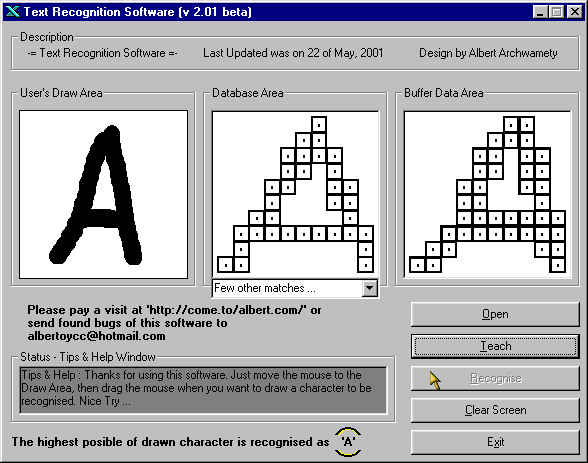 Text Recognition Software (v 2.01 beta)
Description
-= Text Recognition Software =- Last Updated was on 22 of May, 2001 Design by Albert Archwamety
User's Draw Area Database Area Buffer Data Area
A
Few other matches ...
Please pay a visit at 'http://come.to/albert.com/' or
send found bugs of this software to
albertoycc@hotmail.com
Open
Teach
Status - Tips & Help Window
Tips & Help : Thanks for using this software. Just move the mouse to the
Draw Area, then drag the mouse when you want to draw a character to be
recognised. Nice Try ...
Recognise
Clear Screen
The highest posible of drawn character is recognised as 'A'
Exit